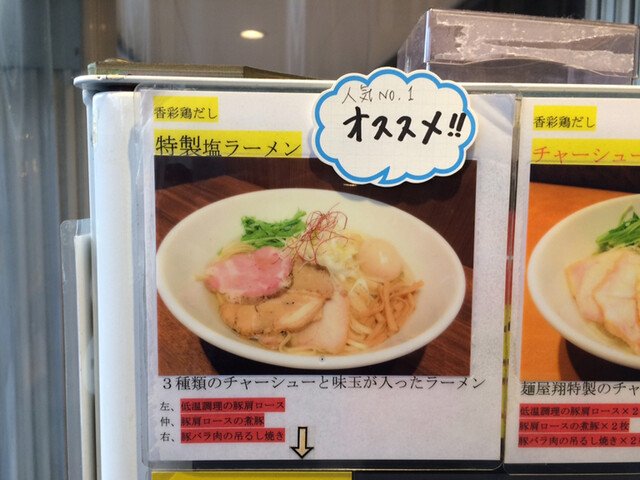 人気NO.1
オススメ!!
香彩鶏だし
特製塩ラーメン
３種類のチャーシューと味玉が入ったラーメン
左、低温調理の豚肩ロース
仲、豚肩ロースの煮豚
右、豚バラ肉の吊るし焼き
香彩鶏だし
チャーシュー
麺屋翔特製のチャ
低温調理の豚肩ロース×2
豚肩ロースの煮豚×2枚
豚バラ肉の吊るし焼き×2